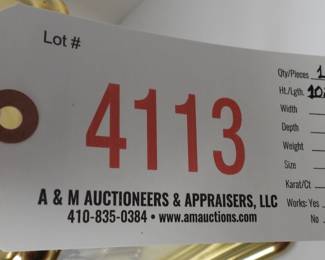 Lot #
4113
A & M AUCTIONEERS & APPRAISERS, LLC
410-835-0384 • www.amauctions.com
Qty/Pieces 1
Ht./Lgth.
Width
Depth
Weight
Size
Karat/Ct
Works: Yes
No